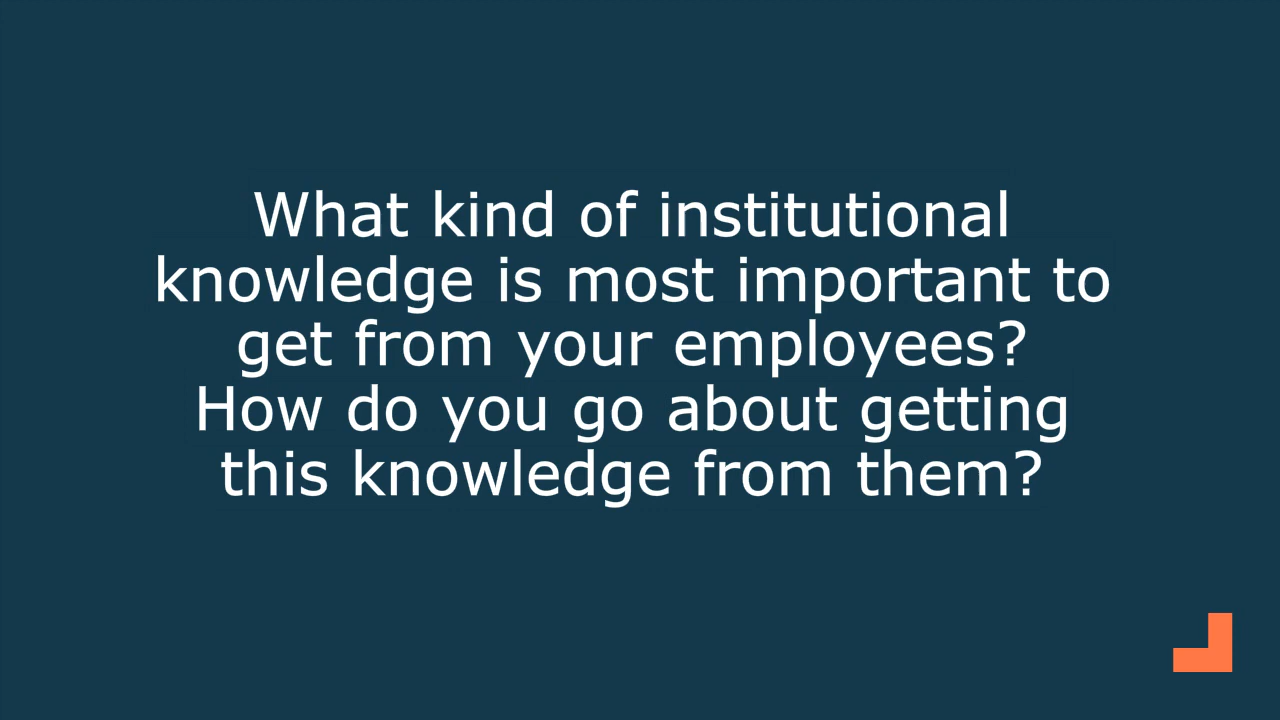 What kind of institutional
knowledge is most important to
get from your employees?
How do you go about getting
this knowledge from them?